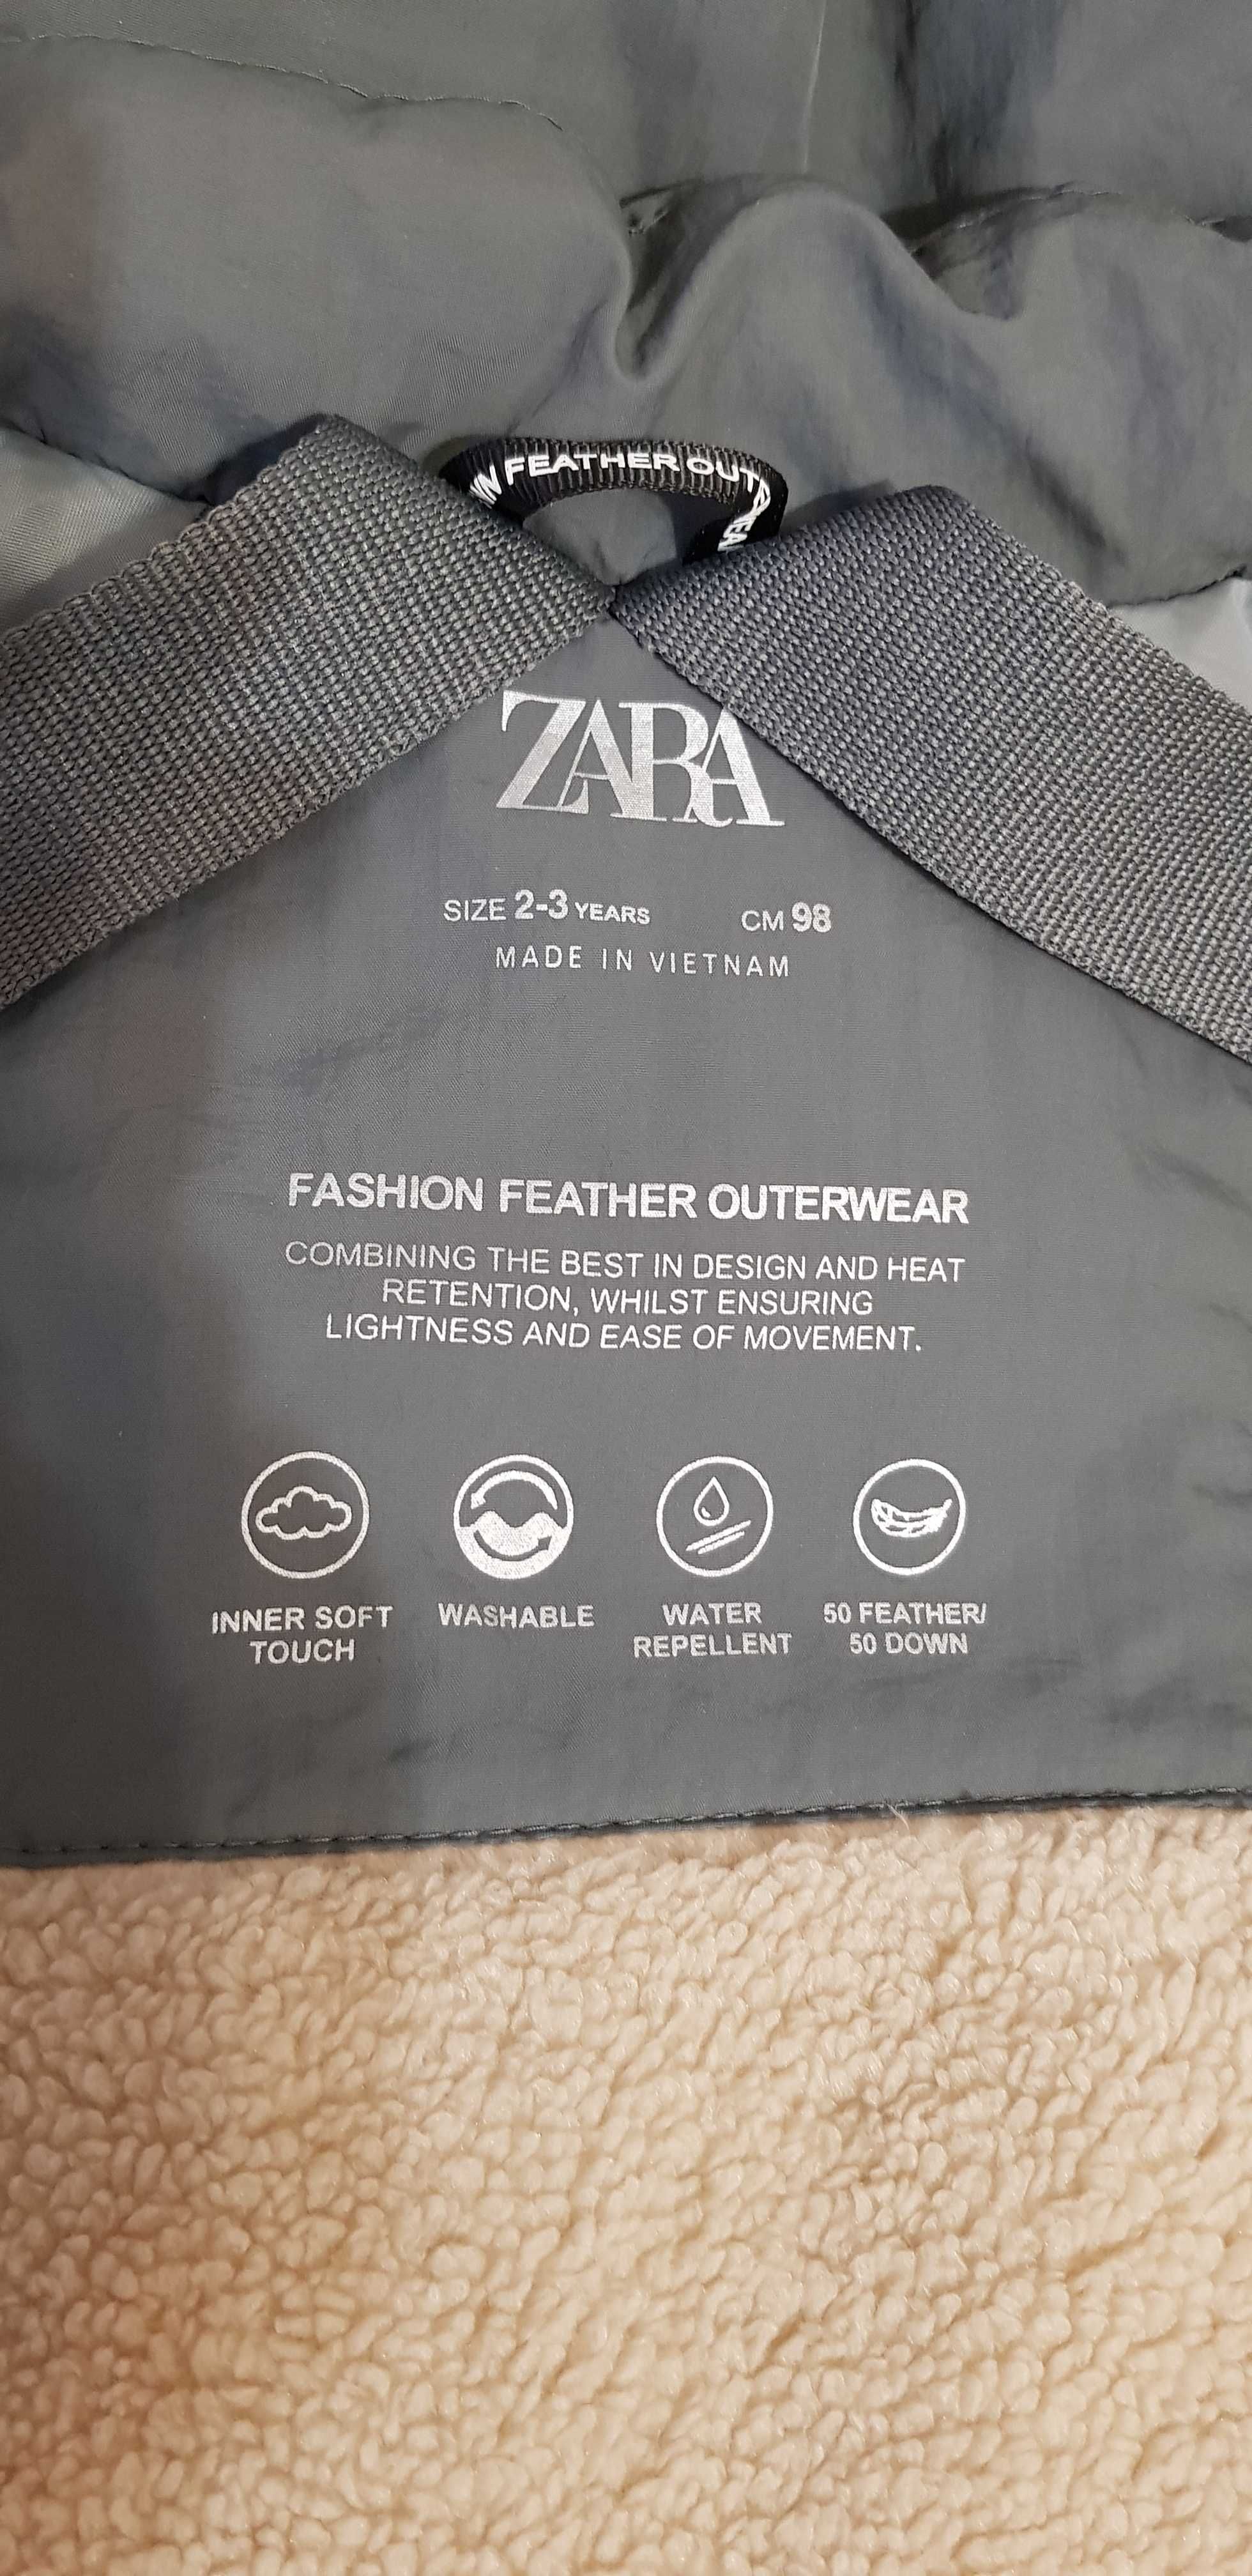 FEATHER
ZARA
SIZE 2-3 YEARS CM 98
MADE IN VIETNAM
FASHION FEATHER OUTERWEAR
COMBINING THE BEST IN DESIGN AND HEAT
RETENTION, WHILST ENSURING
LIGHTNESS AND EASE OF MOVEMENT.
INNER SOFT
TOUCH
WASHABLE
WATER
REPELLENT
50 FEATHER/
50 DOWN